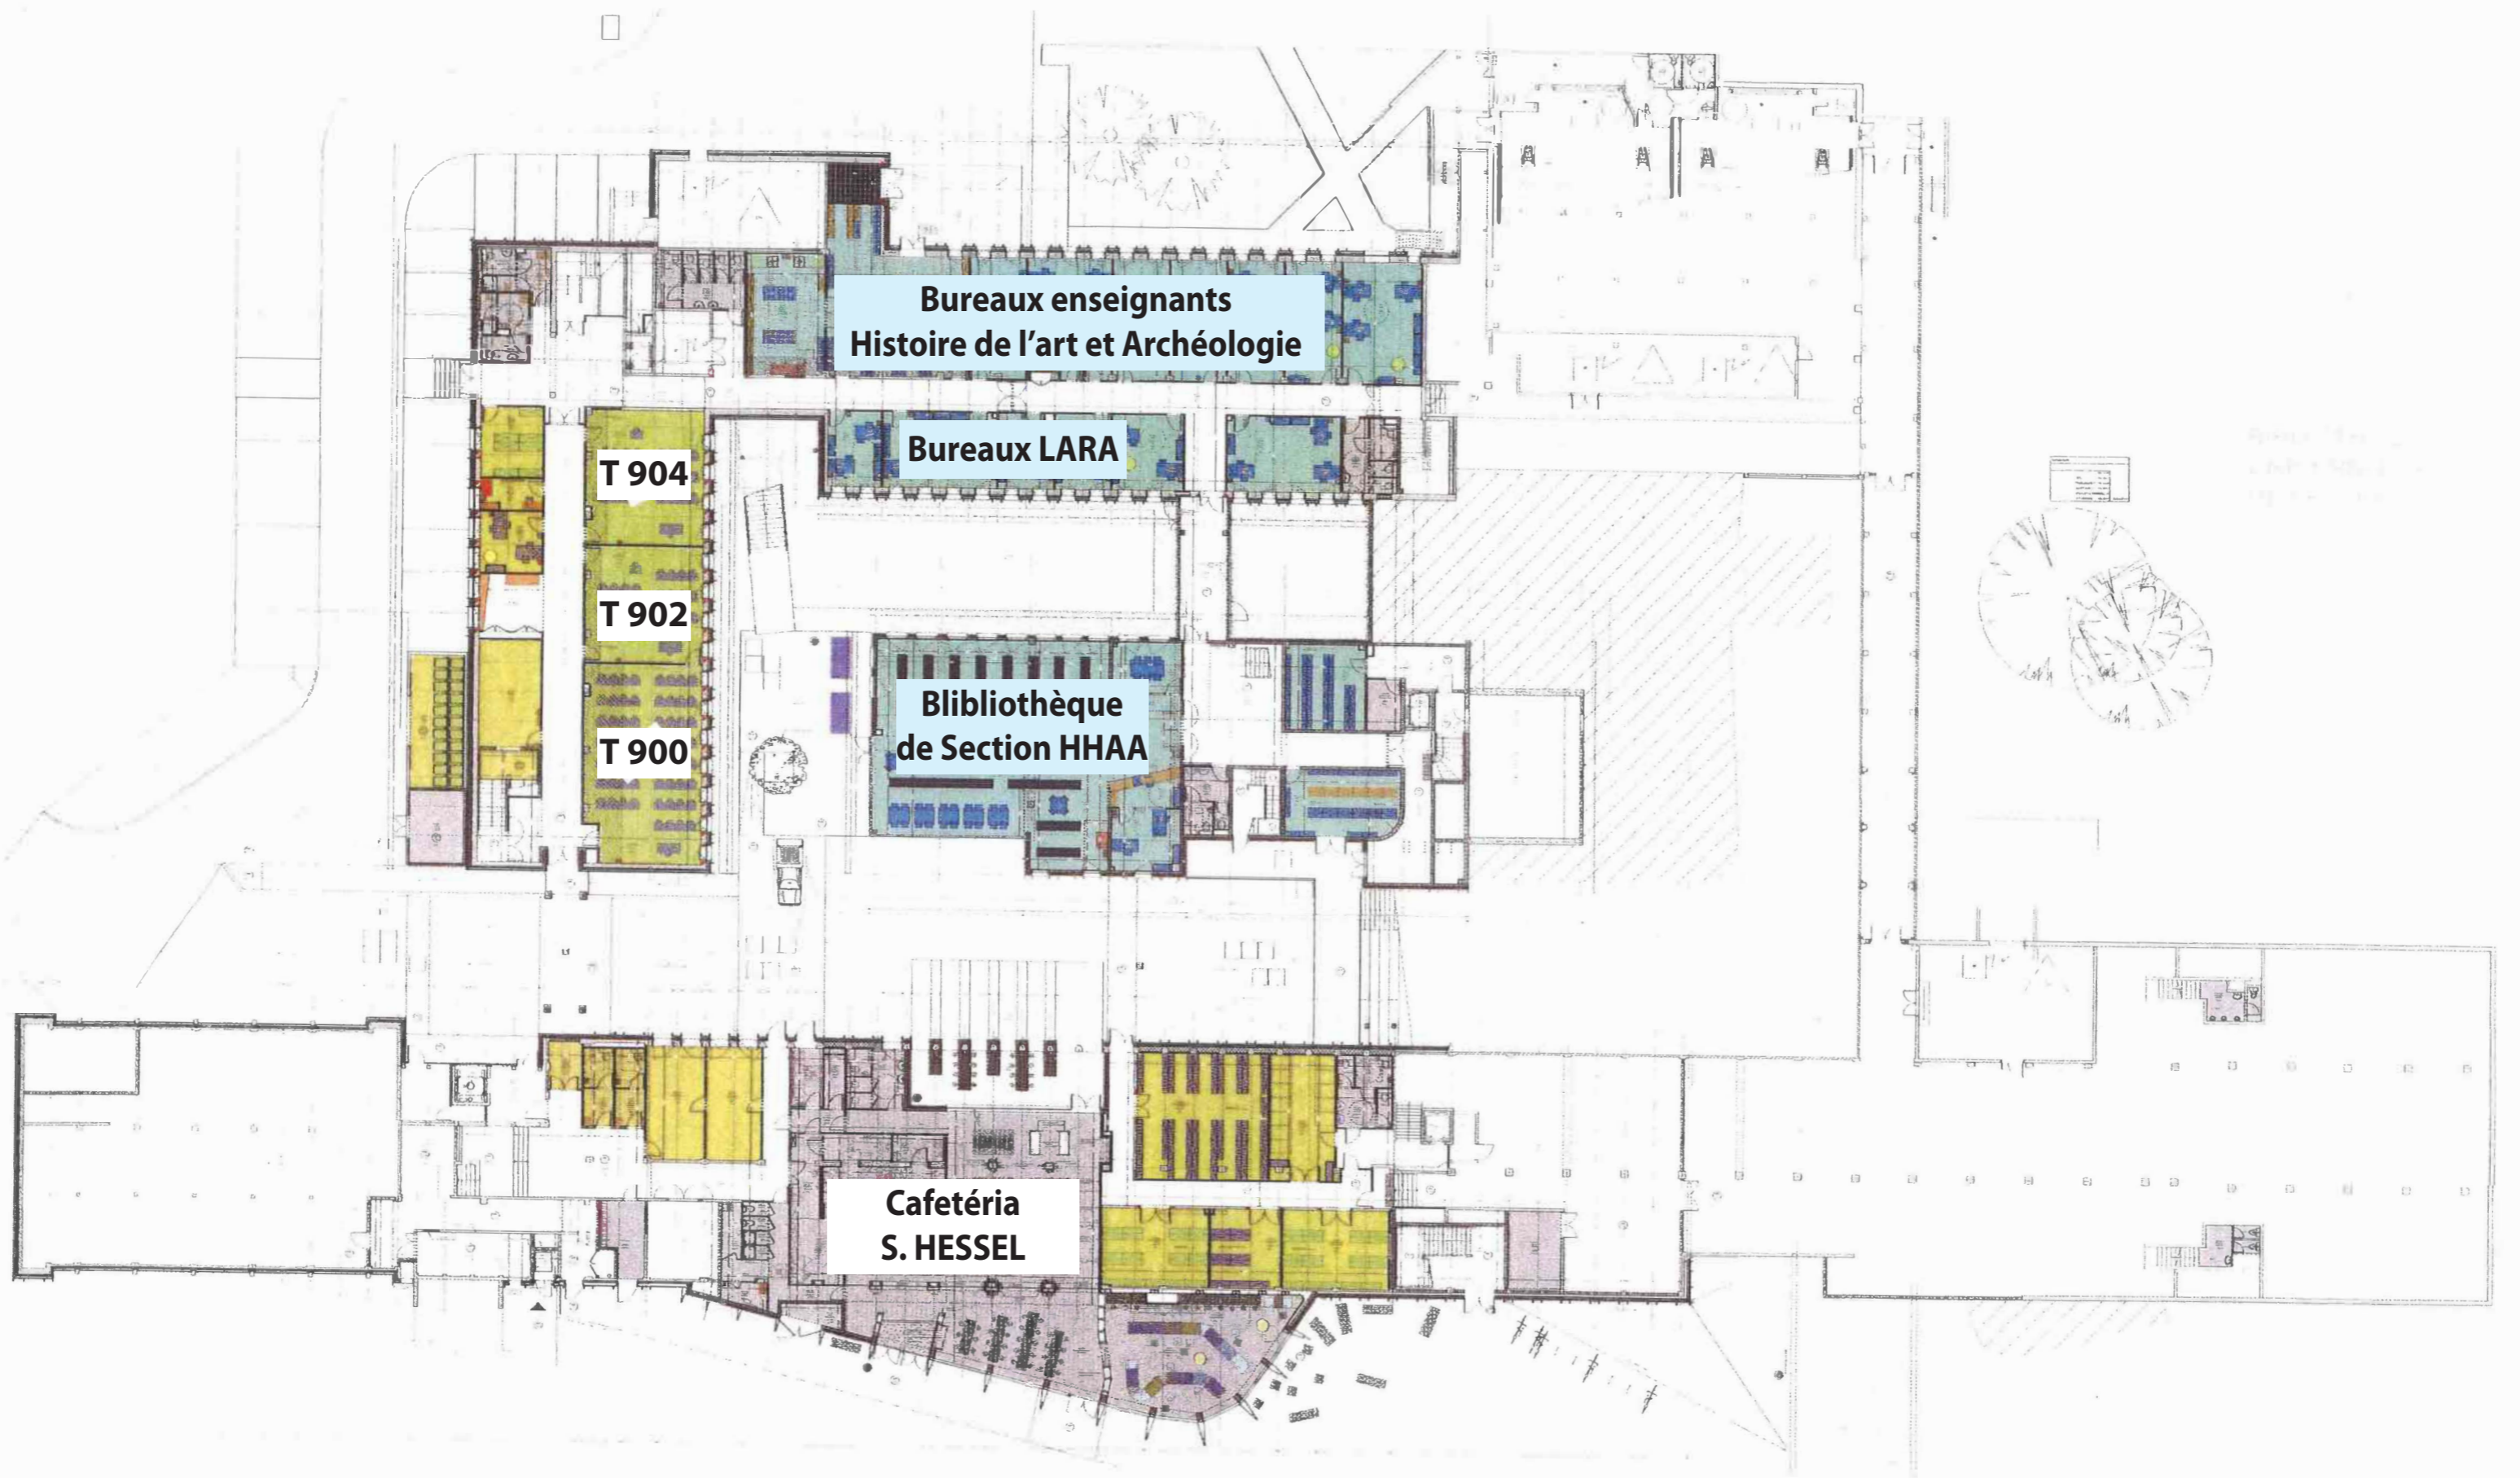 Bureaux enseignants
Histoire de l’art et Archéologie
Bureaux LARA
T 904
T 902
T 900
Blibliothèque
de Section HHAA
Cafetéria
S. HESSEL